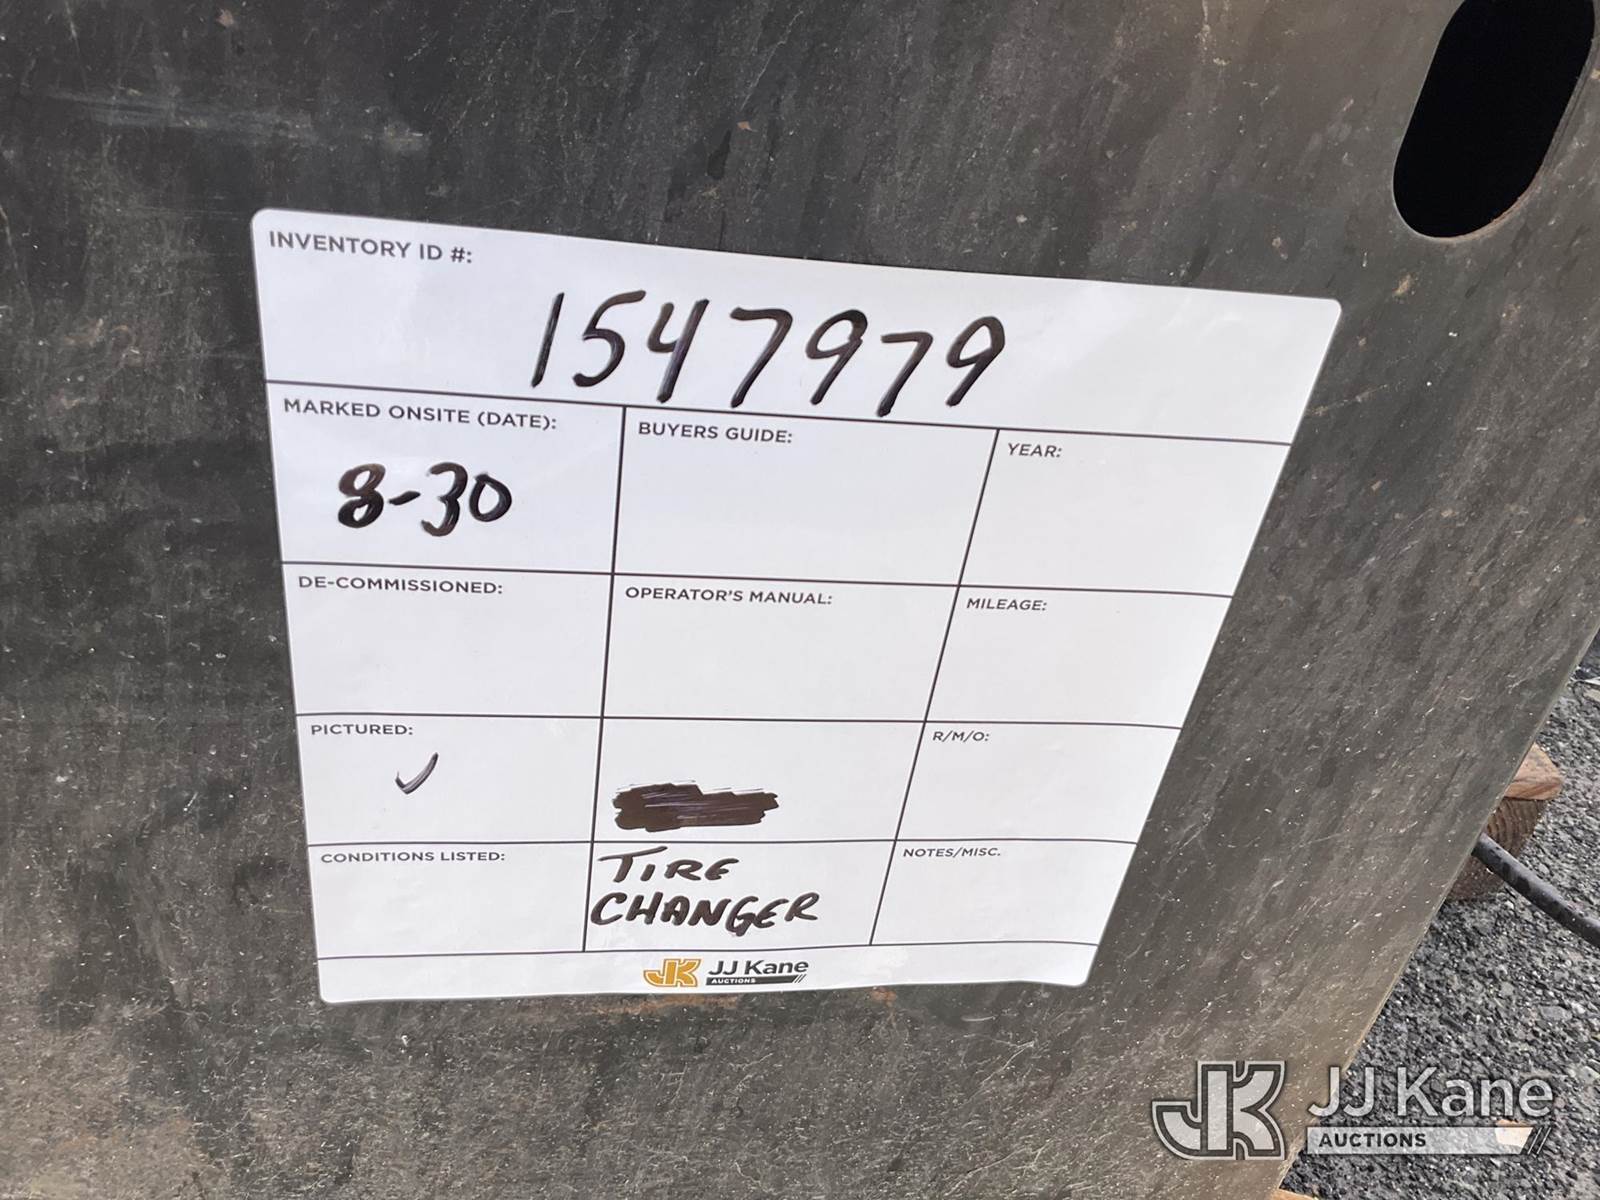 INVENTORY ID #:
1547979
MARKED ONSITE (DATE):
8-30
BUYERS GUIDE:
YEAR:
DE-COMMISSIONED:
OPERATOR'S MANUAL:
MILEAGE:
PICTURED:
✓
R/M/O:
CONDITIONS LISTED:
TIRE
CHANGER
NOTES/MISC.
JK JJ Kane
AUCTIONS
JK JJ Kane
AUCTIONS